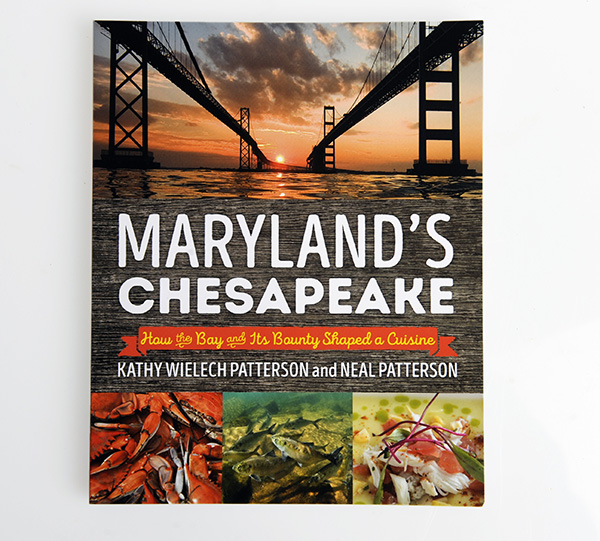 MARYLAND'S
CHESAPEAKE
How the Bay and Its Bounty Shaped a Cuisine
KATHY WIELECH PATTERSON and NEAL PATTERSON